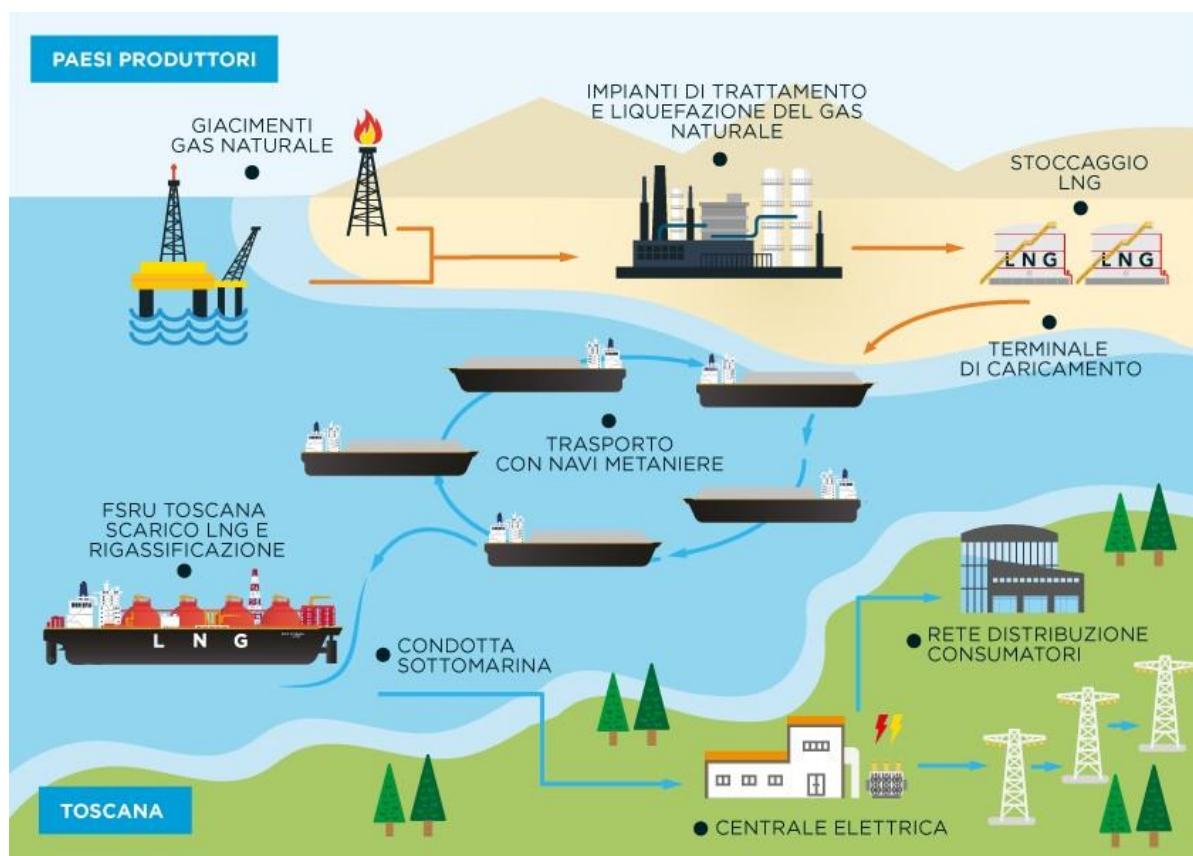 PAESI PRODUTTORI
GIACIMENTI
GAS NATURALE
IMPIANTI DI TRATTAMENTO
E LIQUEFAZIONE DEL GAS
NATURALE
STOCCAGGIO
LNG
LNG
LNG
TERMINALE
DI CARICAMENTO
TRASPORTO
CON NAVI METANIERE
FSRU TOSCANA
SCARICO LNG E
RIGASSIFICAZIONE
L N G
CONDOTTA
SOTTOMARINA
RETE DISTRIBUZIONE
CONSUMATORI
CENTRALE ELETTRICA
TOSCANA